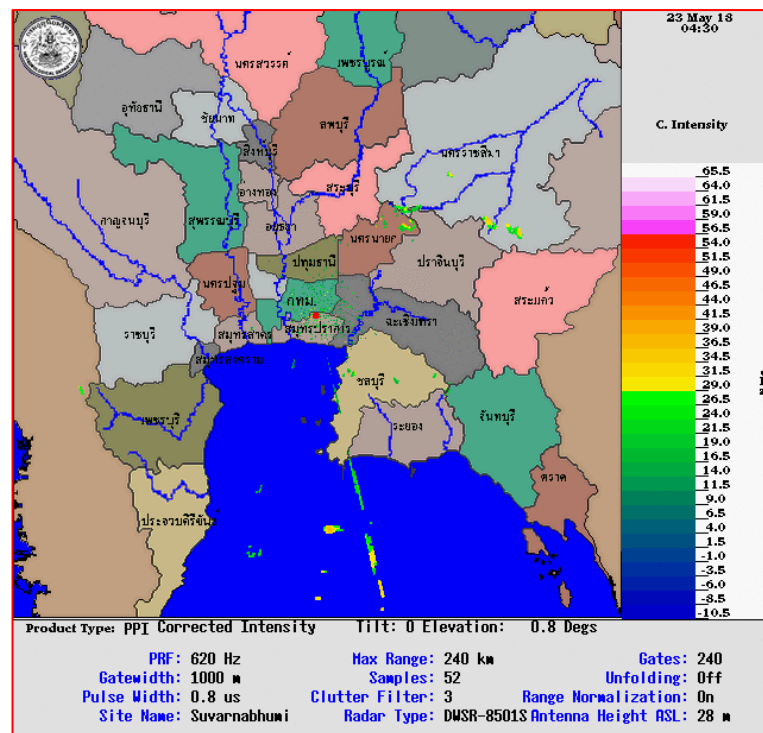 23 May 18
04:30
C. Intensity
นครสวรรค์
เพชรบูรณ์
อุทัยธานี
ชัยนาท
ลพบุรี
สิงห์บุรี
นครราชสีมา
อ่างทอง
สระบุรี
กาญจนบุรี
สุพรรณบุรี
อยุธยา
นครนายก
ปราจีนบุรี
ปทุมธานี
สระแก้ว
นครปฐม
กทม.
ราชบุรี
สมุทรสาคร
สมุทรปราการ
ฉะเชิงเทรา
สมุทรสงคราม
ชลบุรี
เพชรบุรี
ระยอง
จันทบุรี
ตราด
ประจวบคีรีขันธ์
65.5
64.0
61.5
59.0
56.5
54.0
51.5
49.0
46.5
44.0
41.5
39.0
36.5
34.0
31.5
29.0
26.5
24.0
21.5
19.0
16.5
14.0
11.5
9.0
6.5
4.0
1.5
-1.0
-3.5
-6.0
-8.5
-10.5
Product Type: PPI Corrected Intensity Tilt: 0 Elevation: 0.8 Degs
PRF: 620 Hz Max Range: 240 km Gates: 240
Gatewidth: 1000 m Samples: 52 Unfolding: Off
Pulse Width: 0.8 us Clutter Filter: 3 Range Normalization: On
Site Name: Suvarnabhumi Radar Type: DWSR-8501S Antenna Height ASL: 28 m